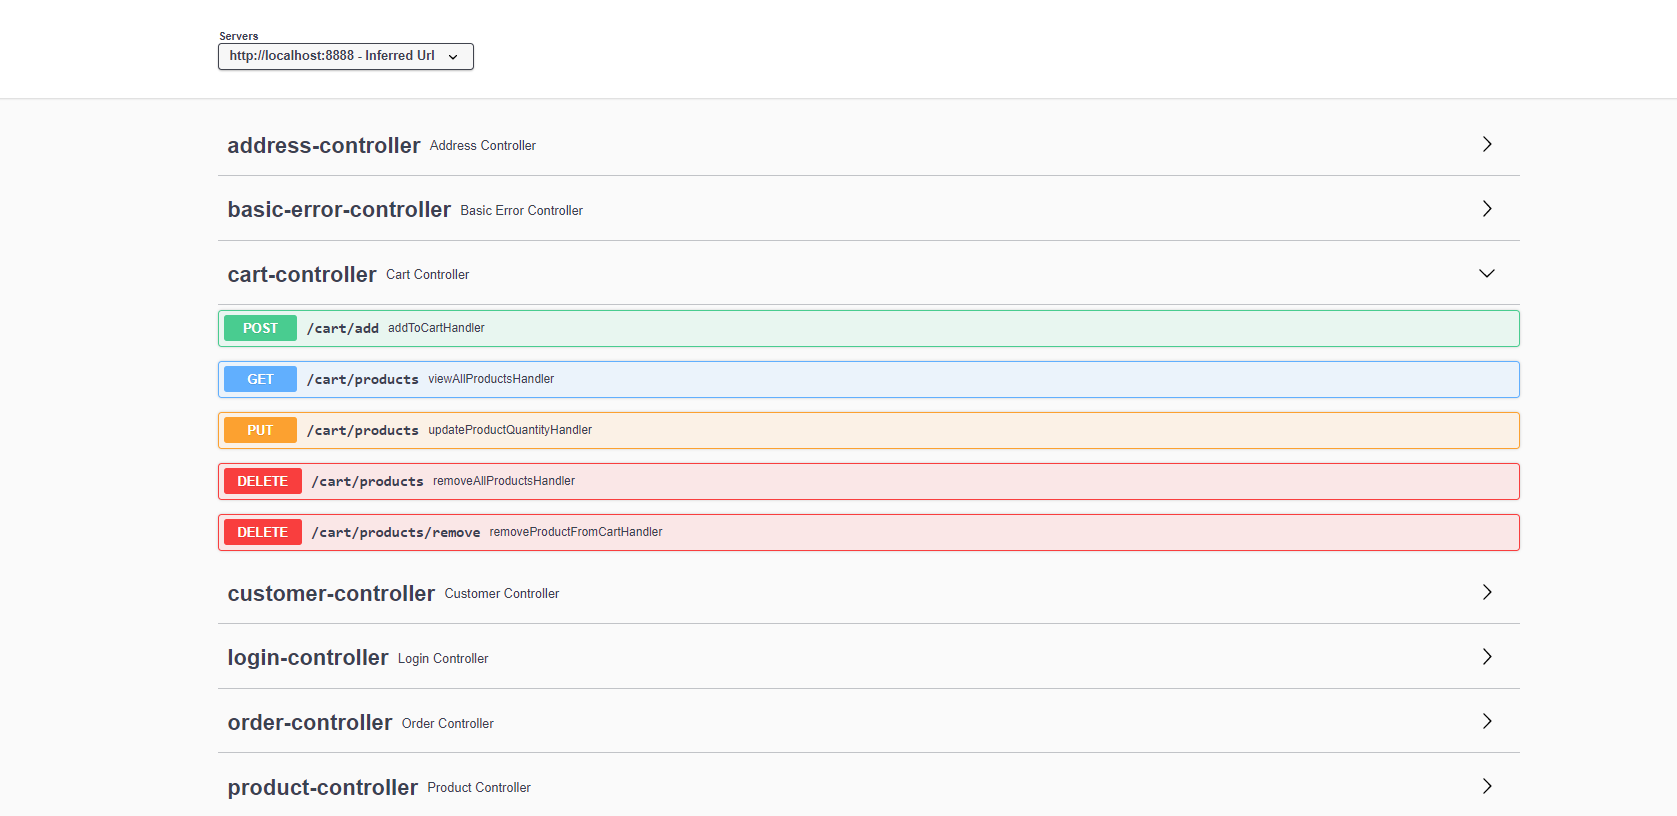 Servers
http://localhost:8888 - Inferred Url
address-controller Address Controller
basic-error-controller Basic Error Controller
cart-controller Cart Controller
POST /cart/add addToCartHandler
GET /cart/products viewAllProductsHandler
PUT /cart/products updateProductQuantityHandler
DELETE /cart/products removeAllProductsHandler
DELETE /cart/products/remove removeProductFromCartHandler
customer-controller Customer Controller
login-controller Login Controller
order-controller Order Controller
product-controller Product Controller